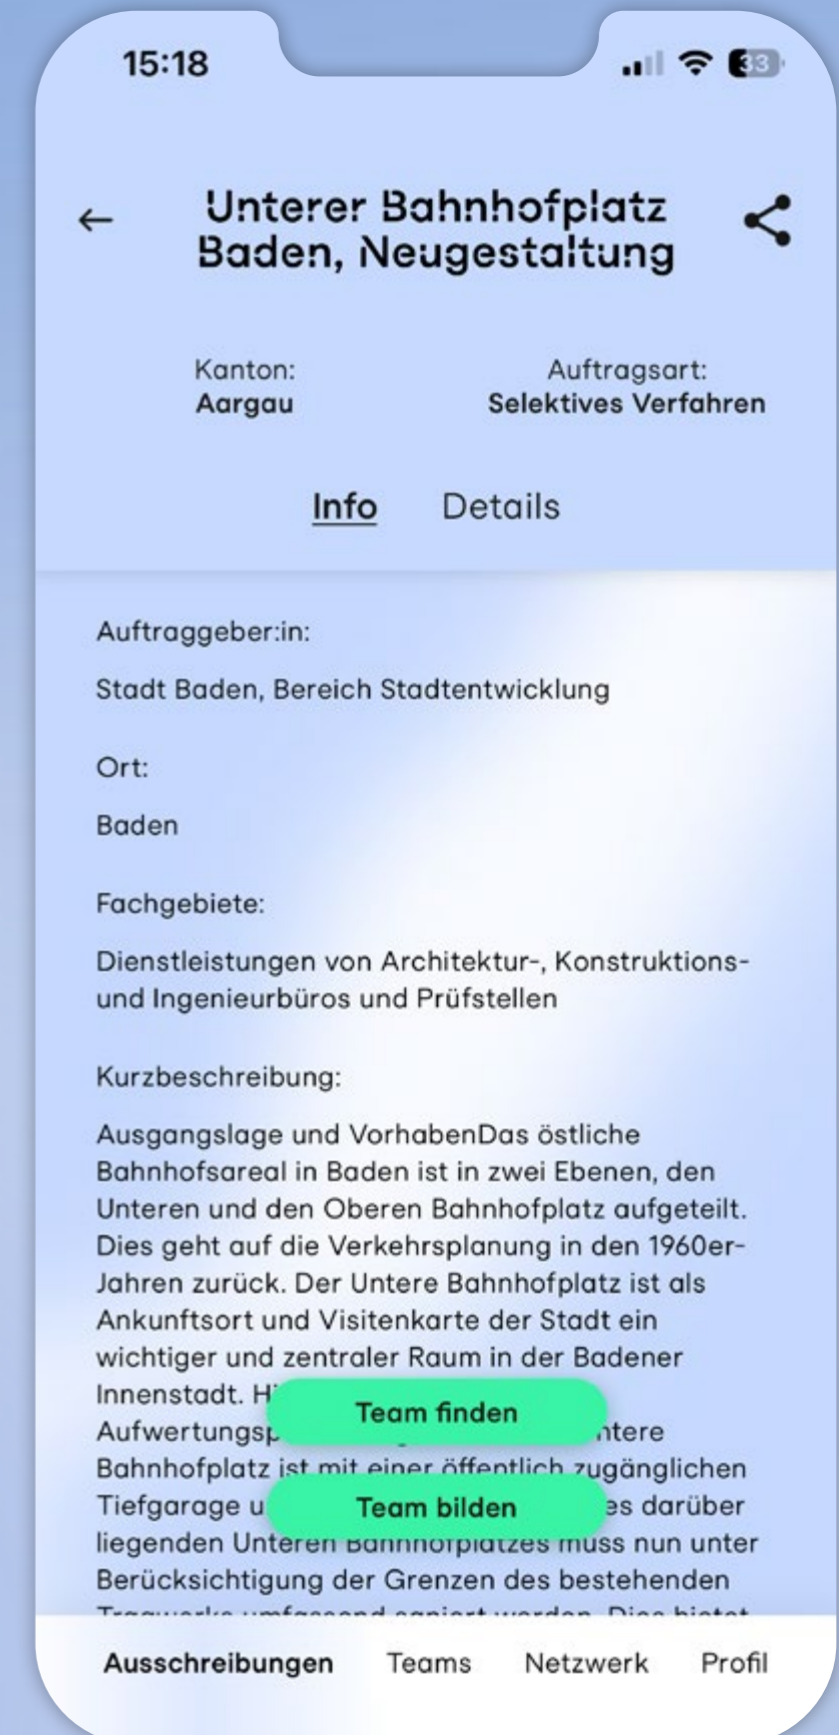 15:18
33
Unterer Bahnhofplatz
Baden, Neugestaltung
Kanton:
Aargau
Auftragsart:
Selektives Verfahren
Info
Details
Auftraggeber:in:
Stadt Baden, Bereich Stadtentwicklung
Ort:
Baden
Fachgebiete:
Dienstleistungen von Architektur-, Konstruktions-
und Ingenieurbüros und Prüfstellen
Kurzbeschreibung:
Ausgangslage und VorhabenDas östliche
Bahnhofsareal in Baden ist in zwei Ebenen, den
Unteren und den Oberen Bahnhofplatz aufgeteilt.
Dies geht auf die Verkehrsplanung in den 1960er-
Jahren zurück. Der Untere Bahnhofplatz ist als
Ankunftsort und Visitenkarte der Stadt ein
wichtiger und zentraler Raum in der Badener
Innenstadt.
Team finden
Bahnhofplatz ist mit einer öffentlich zugänglichen
Tiefgarage
Team bilden
darüber
liegenden Unteren Bahnhofplatzes muss nun unter
Berücksichtigung der Grenzen des bestehenden
Ausschreibungen
Teams
Netzwerk
Profil